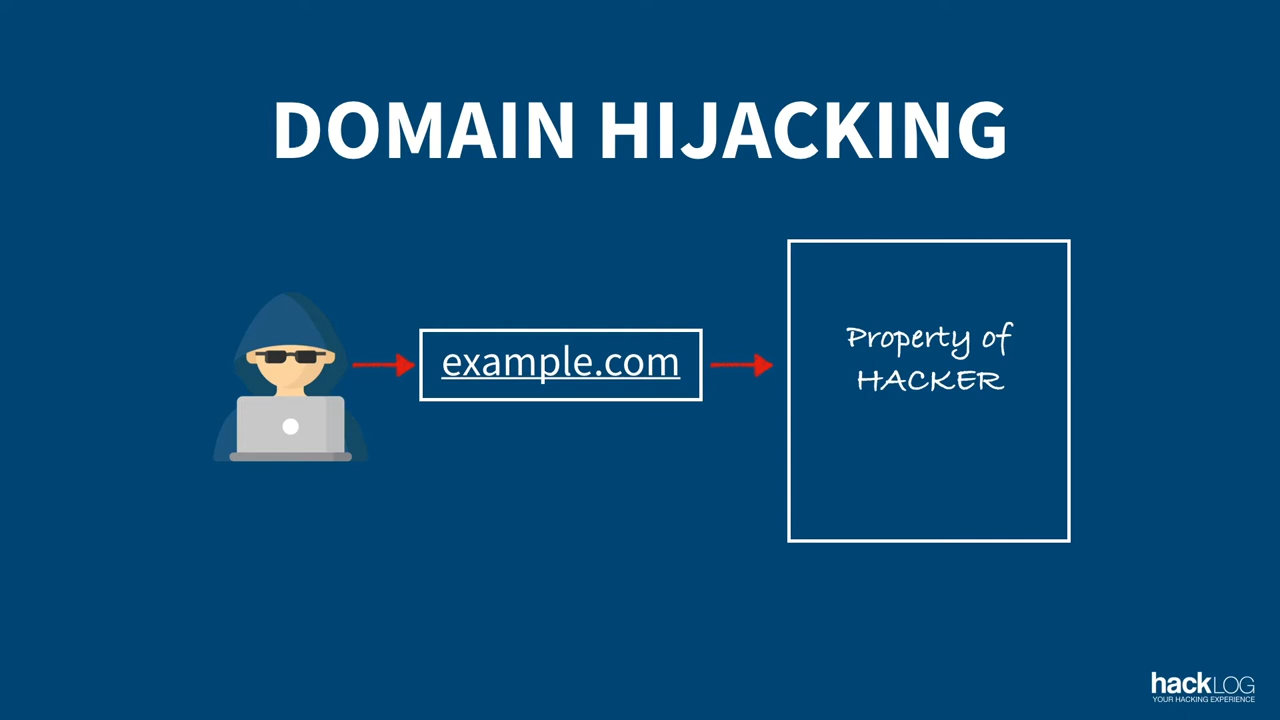 DOMAIN HIJACKING
example.com
Property of
HACKER
hackLOG
YOUR HACKING EXPERIENCE